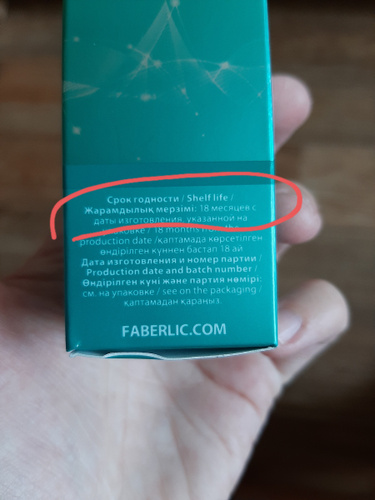 Срок годности / Shelf life /
Жарамдылық мерзімі: 18 месяцев с
даты изготовления, указанной на
упаковке / 18 months from the
production date /қаптамада көрсетілген
өндірілген күннен бастап 18 ай
Дата изготовления и номер партии /
Production date and batch number /
Өндірілген күні және партия нөмірі:
см. на упаковке / see on the packaging /
қаптамадан қараңыз.
FABERLIC.COM